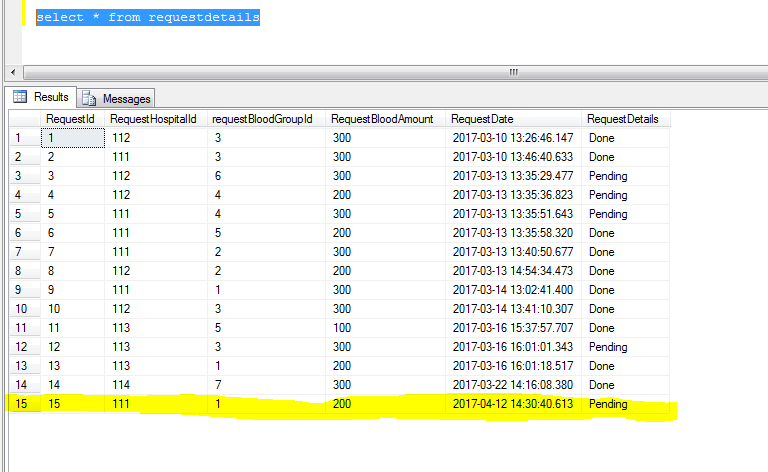 select * from requestdetails
Results Messages
RequestId RequestHospitalId requestBloodGroupId RequestBloodAmount RequestDate RequestDetails
1 1 112 3 300 2017-03-10 13:26:46.147 Done
2 2 111 3 300 2017-03-10 13:46:40.633 Done
3 3 112 6 300 2017-03-13 13:35:29.477 Pending
4 4 112 4 200 2017-03-13 13:35:36.823 Pending
5 5 111 4 300 2017-03-13 13:35:51.643 Pending
6 6 111 5 200 2017-03-13 13:35:58.320 Done
7 7 111 2 300 2017-03-13 13:40:50.677 Done
8 8 112 2 200 2017-03-13 14:54:34.473 Done
9 9 111 1 300 2017-03-14 13:02:41.400 Done
10 10 112 3 300 2017-03-14 13:41:10.307 Done
11 11 113 5 100 2017-03-16 15:37:57.707 Done
12 12 113 3 300 2017-03-16 16:01:01.343 Pending
13 13 113 1 200 2017-03-16 16:01:18.517 Done
14 14 114 7 300 2017-03-22 14:16:08.380 Done
15 15 111 1 200 2017-04-12 14:30:40.613 Pending